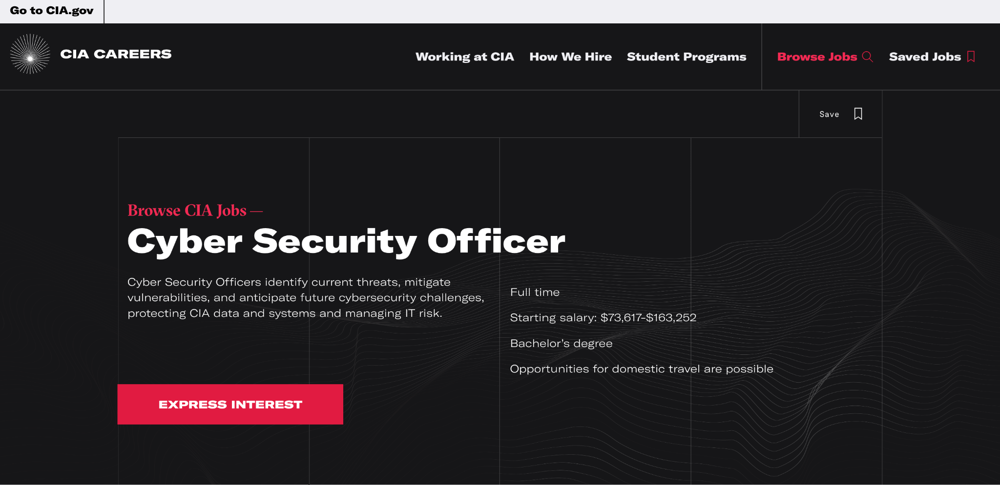 Go to CIA.gov
CIA CAREERS
Working at CIA
How We Hire
Student Programs
Browse Jobs
Saved Jobs
Save
Browse CIA Jobs —
Cyber Security Officer
Cyber Security Officers identify current threats, mitigate
vulnerabilities, and anticipate future cybersecurity challenges,
protecting CIA data and systems and managing IT risk.
Full time
Starting salary: $73,617–$163,252
Bachelor’s degree
Opportunities for domestic travel are possible
EXPRESS INTEREST